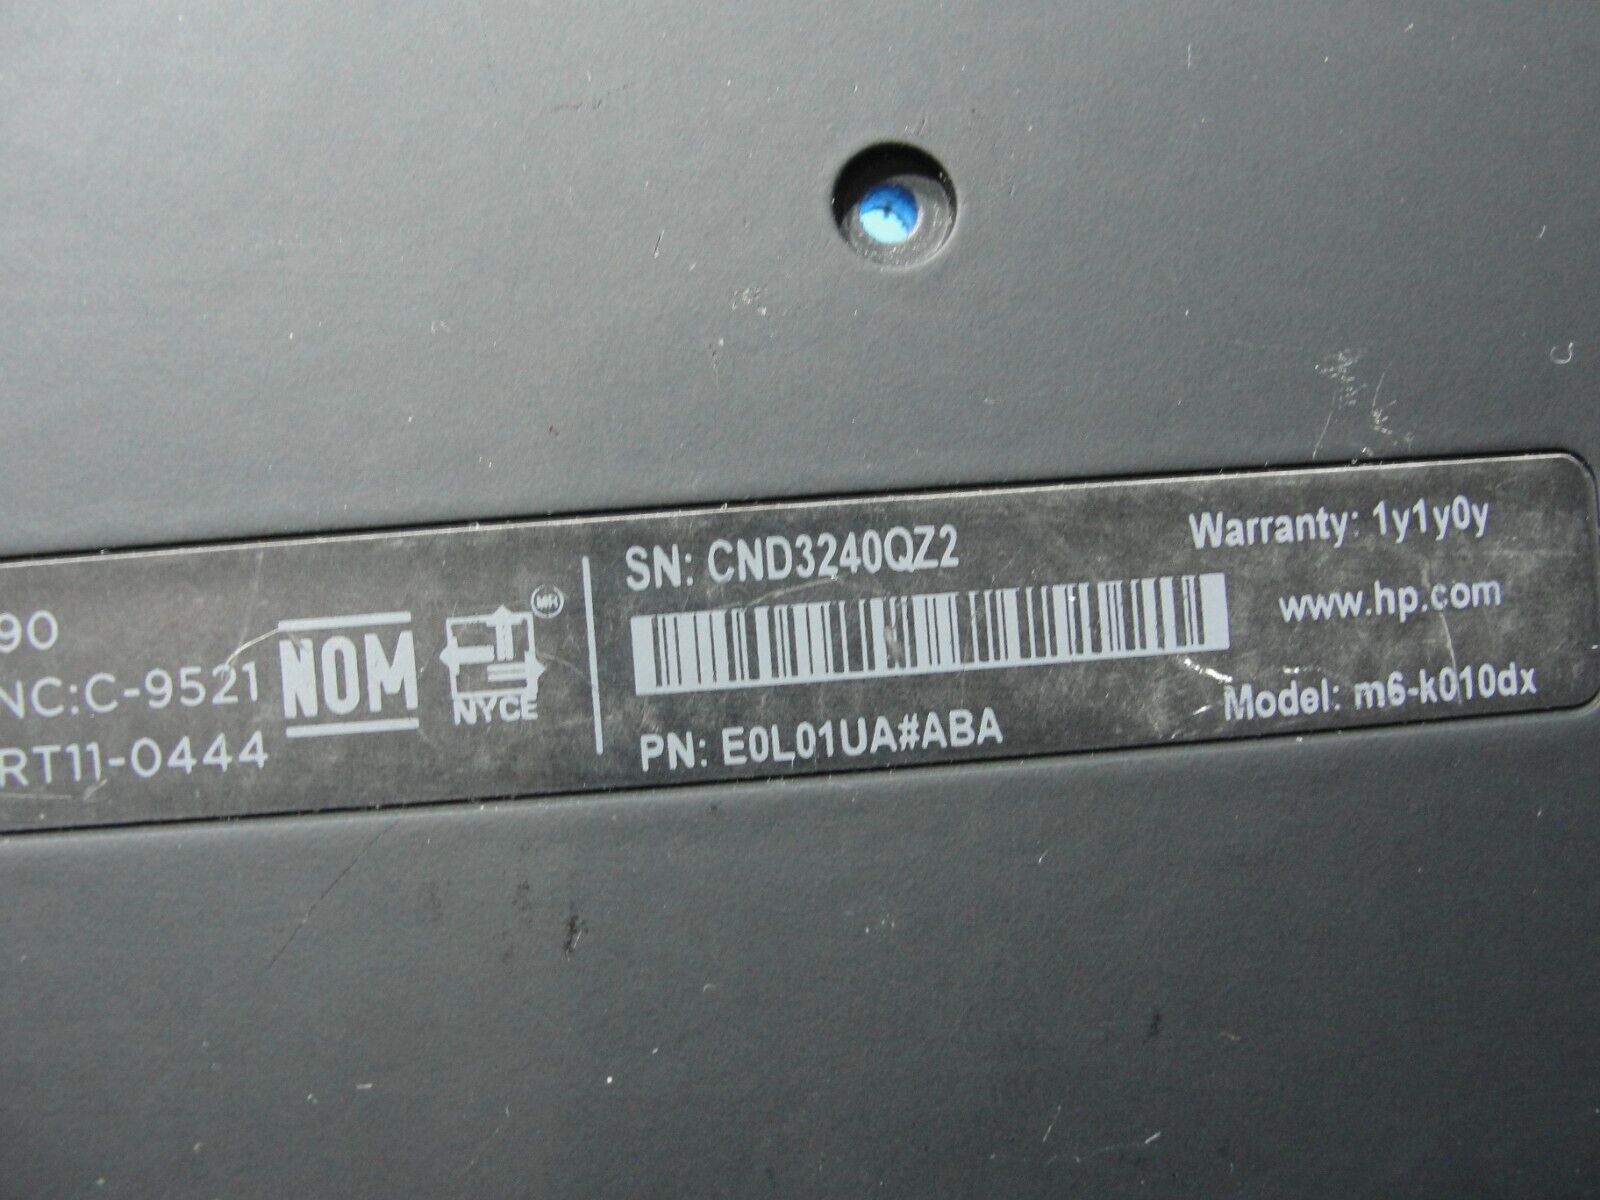 90
NC:C-9521
RT11-0444
NOM
NYCE
SN: CND3240QZ2
PN: E0L01UA#ABA
Warranty: 1y1y0y
www.hp.com
Model: m6-k010dx